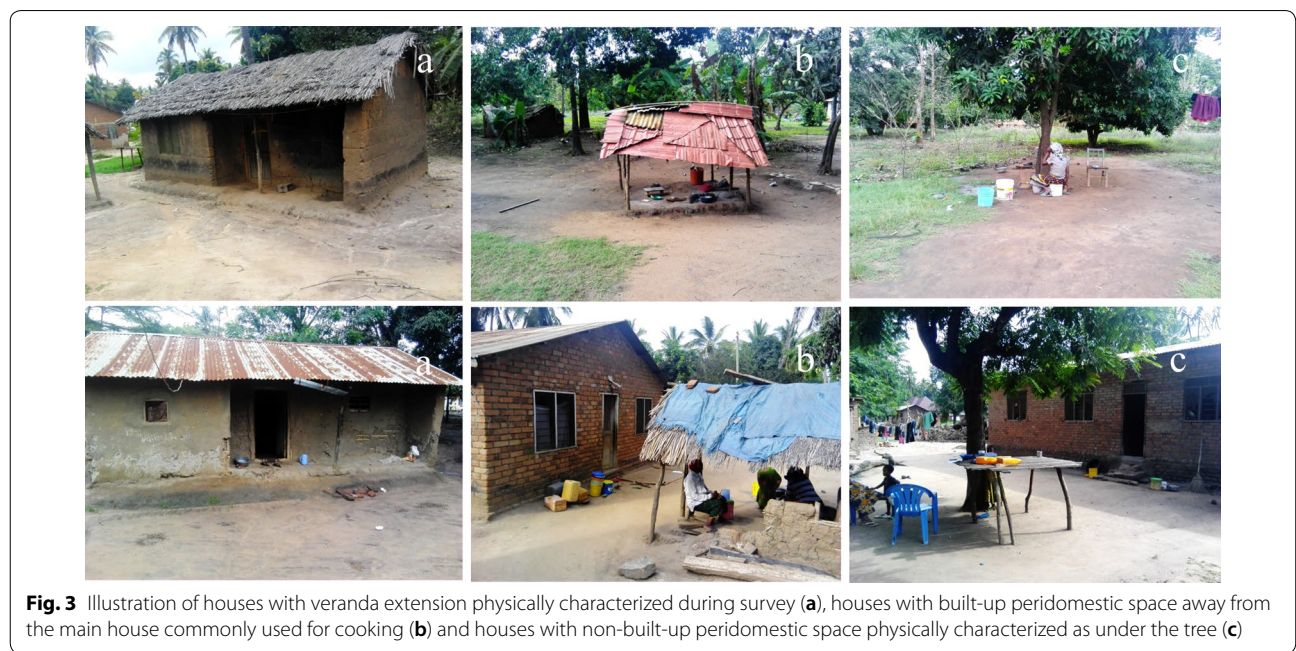 a
b
c
a
b
c
Fig. 3 Illustration of houses with veranda extension physically characterized during survey (a), houses with built-up peridomestic space away from
the main house commonly used for cooking (b) and houses with non-built-up peridomestic space physically characterized as under the tree (c)